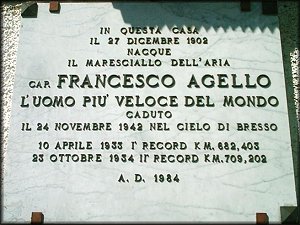 IN QUESTA CASA
IL 27 DICEMBRE 1902
NACQUE
IL MARESCIALLO DELL'ARIA
CAP. FRANCESCO AGELLO
L'UOMO PIU' VELOCE DEL MONDO
CADUTO
IL 24 NOVEMBRE 1942 NEL CIELO DI BRESSO
10 APRILE 1933 I° RECORD KM. 682,403
23 OTTOBRE 1934 II° RECORD KM. 709,202
A. D. 1984